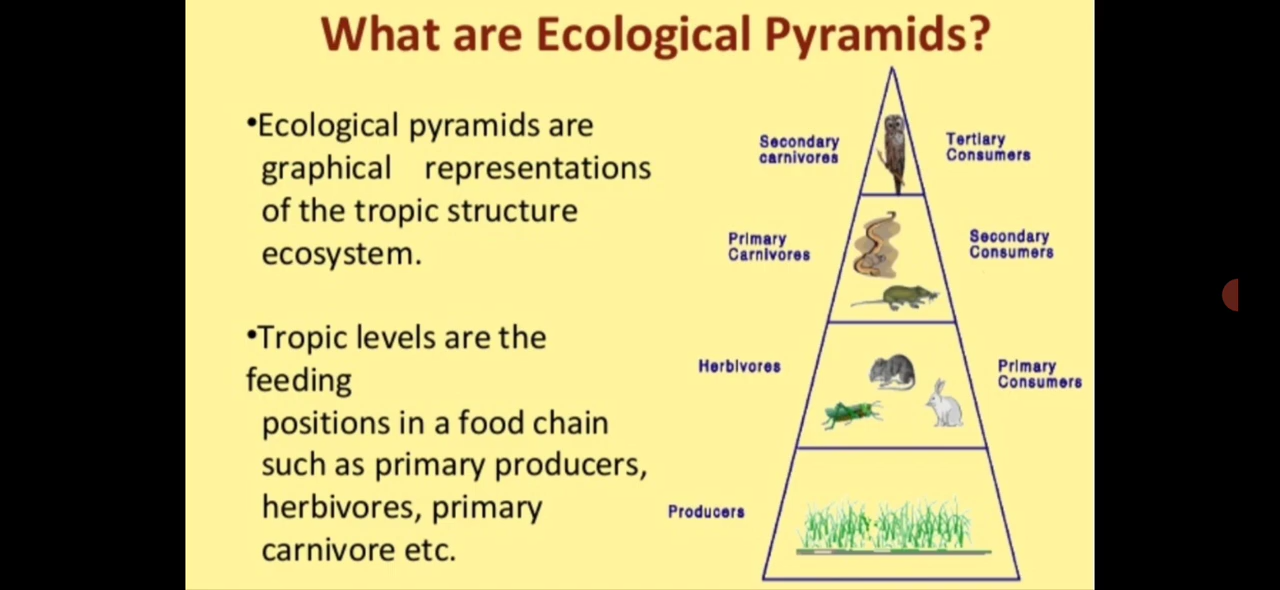 What are Ecological Pyramids?
•Ecological pyramids are
graphical representations
of the tropic structure
ecosystem.
•Tropic levels are the
feeding
positions in a food chain
such as primary producers,
herbivores, primary
carnivore etc.
Secondary
carnivores
Tertiary
Consumers
Primary
Carnivores
Secondary
Consumers
Herbivores
Primary
Consumers
Producers